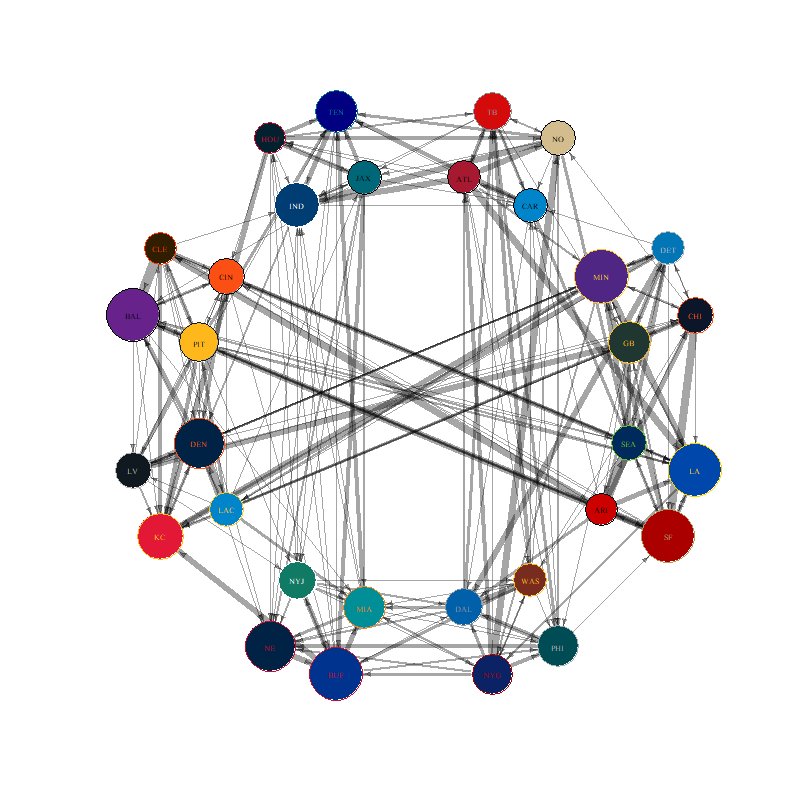 TEN
TB
HOU
NO
JAX
ATL
IND
CAR
CLE
DET
CIN
MIN
BAL
CHI
PIT
GB
DEN
SEA
LV
LA
LAC
ARI
KC
SF
NYJ
WAS
MIA
DAL
NE
PHI
BUF
NYG